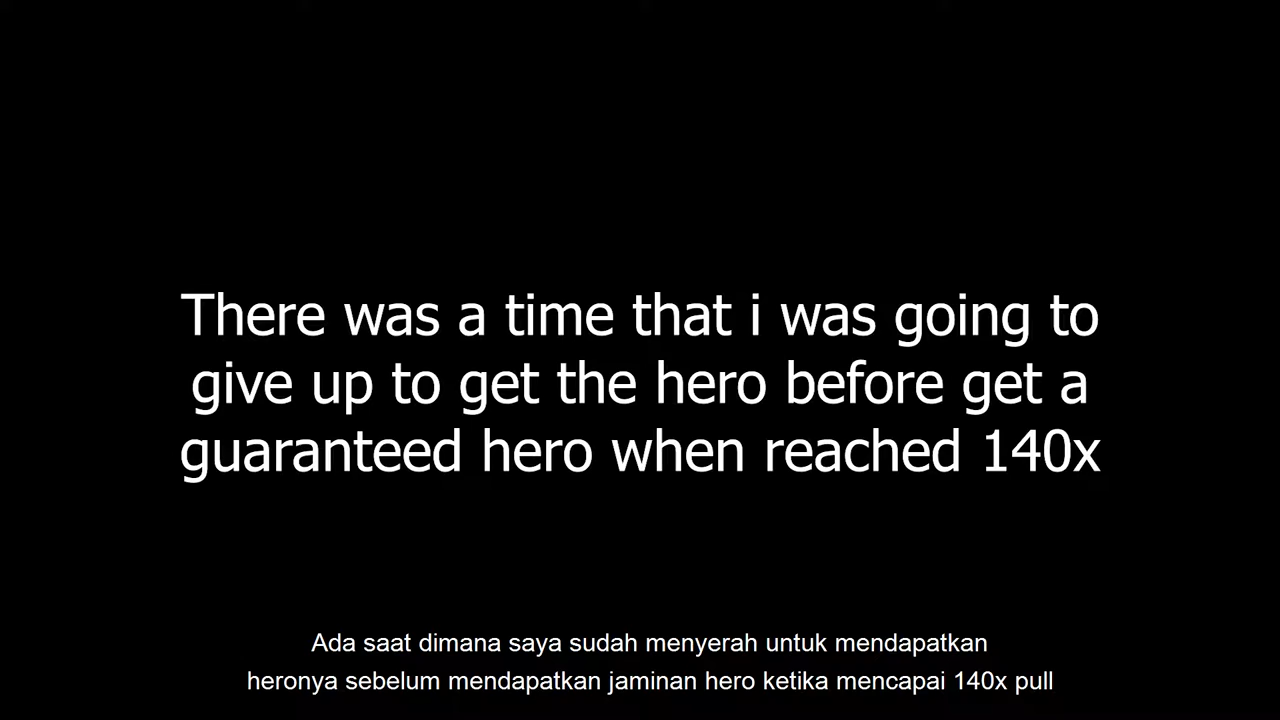 There was a time that i was going to
give up to get the hero before get a
guaranteed hero when reached 140x
Ada saat dimana saya sudah menyerah untuk mendapatkan
heronya sebelum mendapatkan jaminan hero ketika mencapai 140x pull